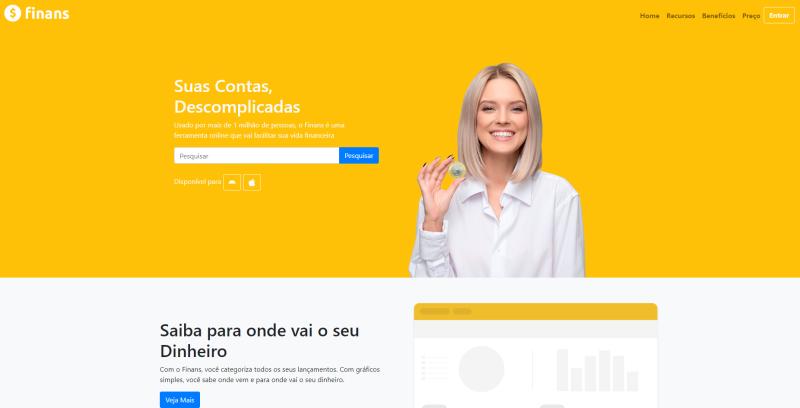 finans
Home Recursos Benefícios Preço Entrar
Suas Contas,
Descomplicadas
Usado por mais de 1 milhão de pessoas, o Finans é uma
ferramenta online que vai facilitar sua vida financeira
Pesquisar Pesquisar
Disponível para
Saiba para onde vai o seu
Dinheiro
Com o Finans, você categoriza todos os seus lançamentos. Com gráficos
simples, você sabe onde vem e para onde vai o seu dinheiro.
Veja Mais